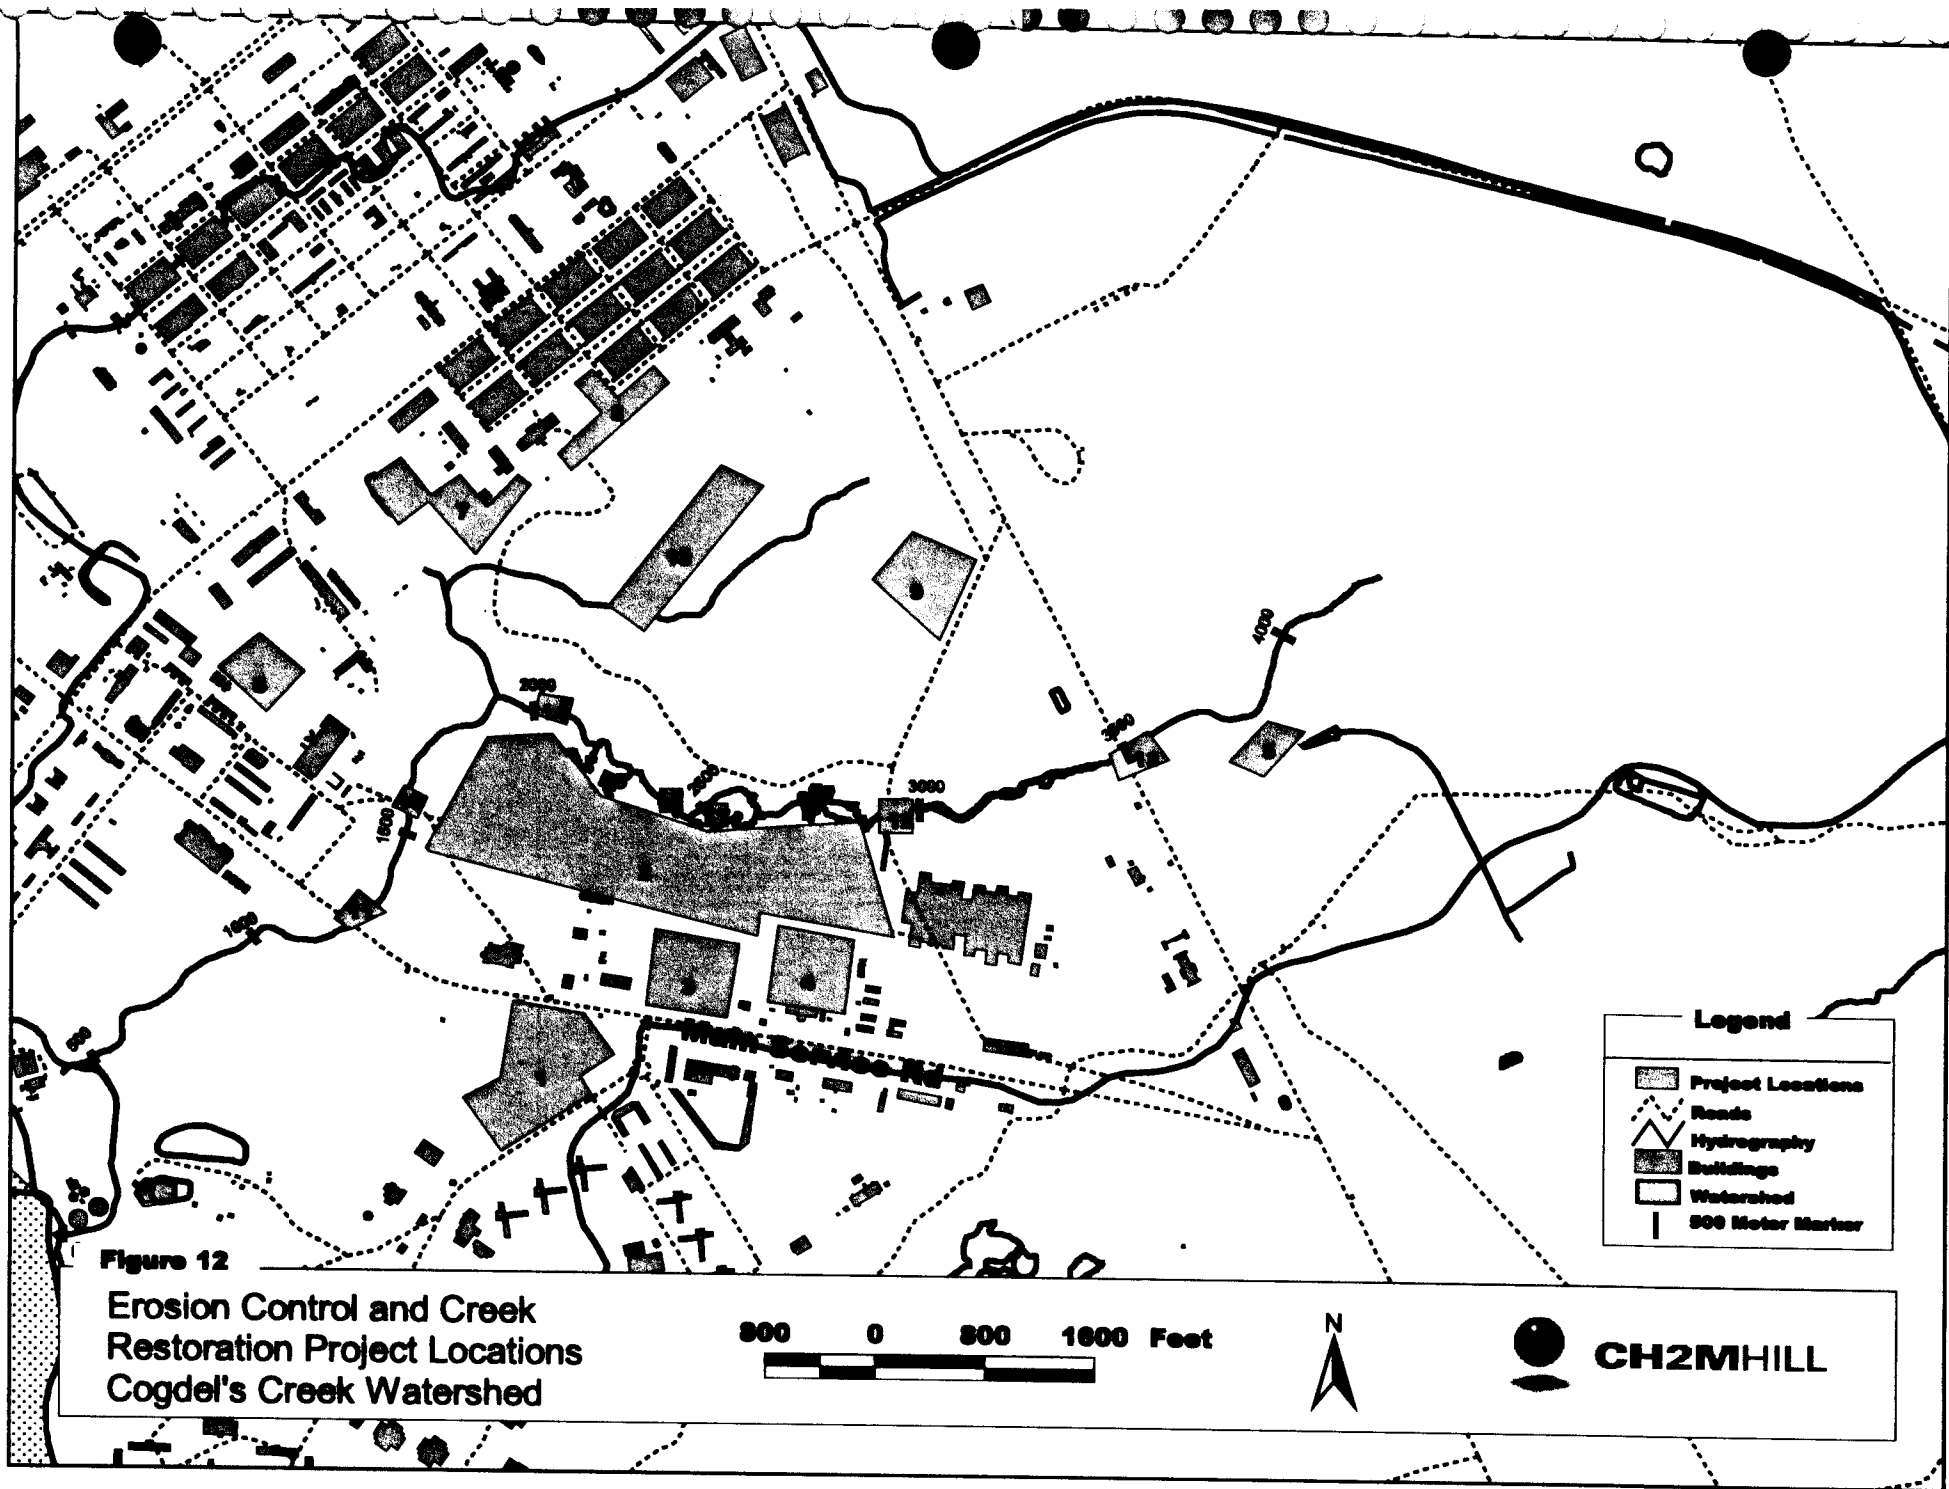 4000
2000
3500
2500
3000
1500
1000
500
Main Service Rd
Legend
Project Locations
Roads
Hydrography
Buildings
Watershed
500 Meter Marker
Figure 12
Erosion Control and Creek
Restoration Project Locations
Cogdel's Creek Watershed
800 0 800 1600 Feet
N
CH2MHILL